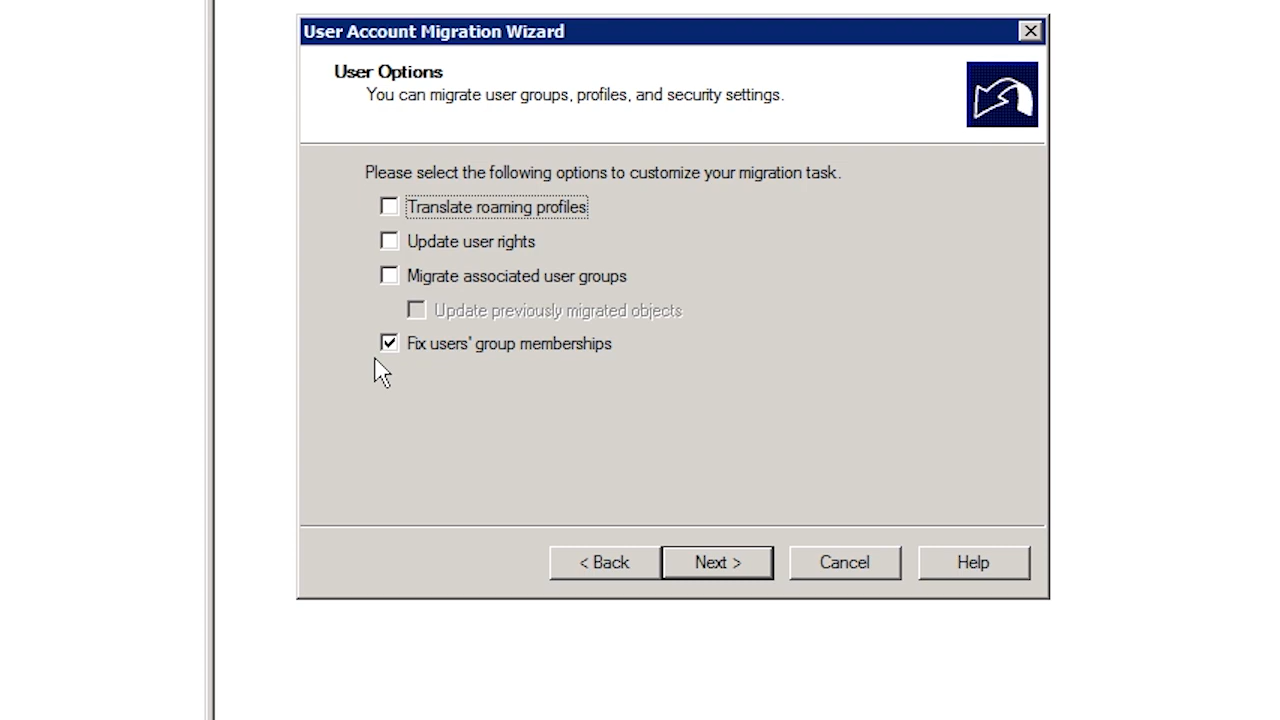 User Account Migration Wizard
User Options
You can migrate user groups, profiles, and security settings.
Please select the following options to customize your migration task.
Translate roaming profiles
Update user rights
Migrate associated user groups
Update previously migrated objects
Fix users' group memberships
< Back Next > Cancel Help